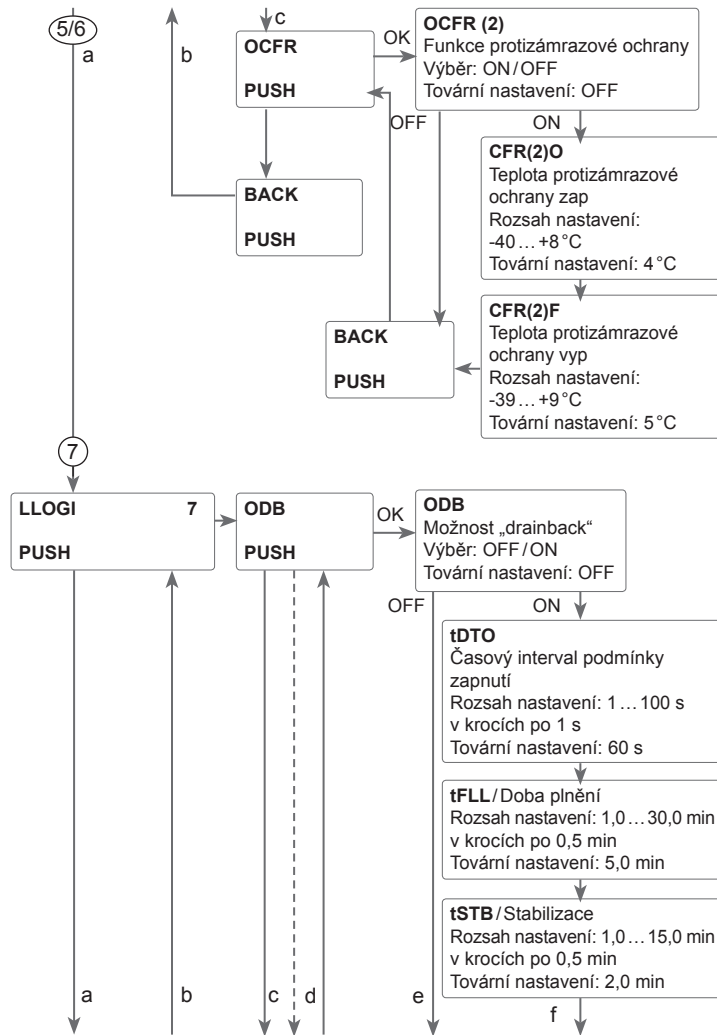 5/6
a
b
c
OCFR
PUSH
OK
OCFR (2)
Funkce protizámrazové ochrany
Výběr: ON/OFF
Tovární nastavení: OFF
OFF
ON
CFR(2)O
Teplota protizámrazové
ochrany zap
Rozsah nastavení:
-40… +8°C
Tovární nastavení: 4°C
BACK
PUSH
CFR(2)F
Teplota protizámrazové
ochrany vyp
Rozsah nastavení:
-39… +9°C
Tovární nastavení: 5°C
BACK
PUSH
7
LLOGI 7
PUSH
ODB
PUSH
OK
ODB
Možnost „drainback“
Výběr: OFF/ON
Tovární nastavení: OFF
OFF
ON
tDTO
Časový interval podmínky
zapnutí
Rozsah nastavení: 1…100 s
v krocích po 1 s
Tovární nastavení: 60 s
tFLL/Doba plnění
Rozsah nastavení: 1,0…30,0 min
v krocích po 0,5 min
Tovární nastavení: 5,0 min
tSTB/Stabilizace
Rozsah nastavení: 1,0…15,0 min
v krocích po 0,5 min
Tovární nastavení: 2,0 min
a
b
c
d
e
f